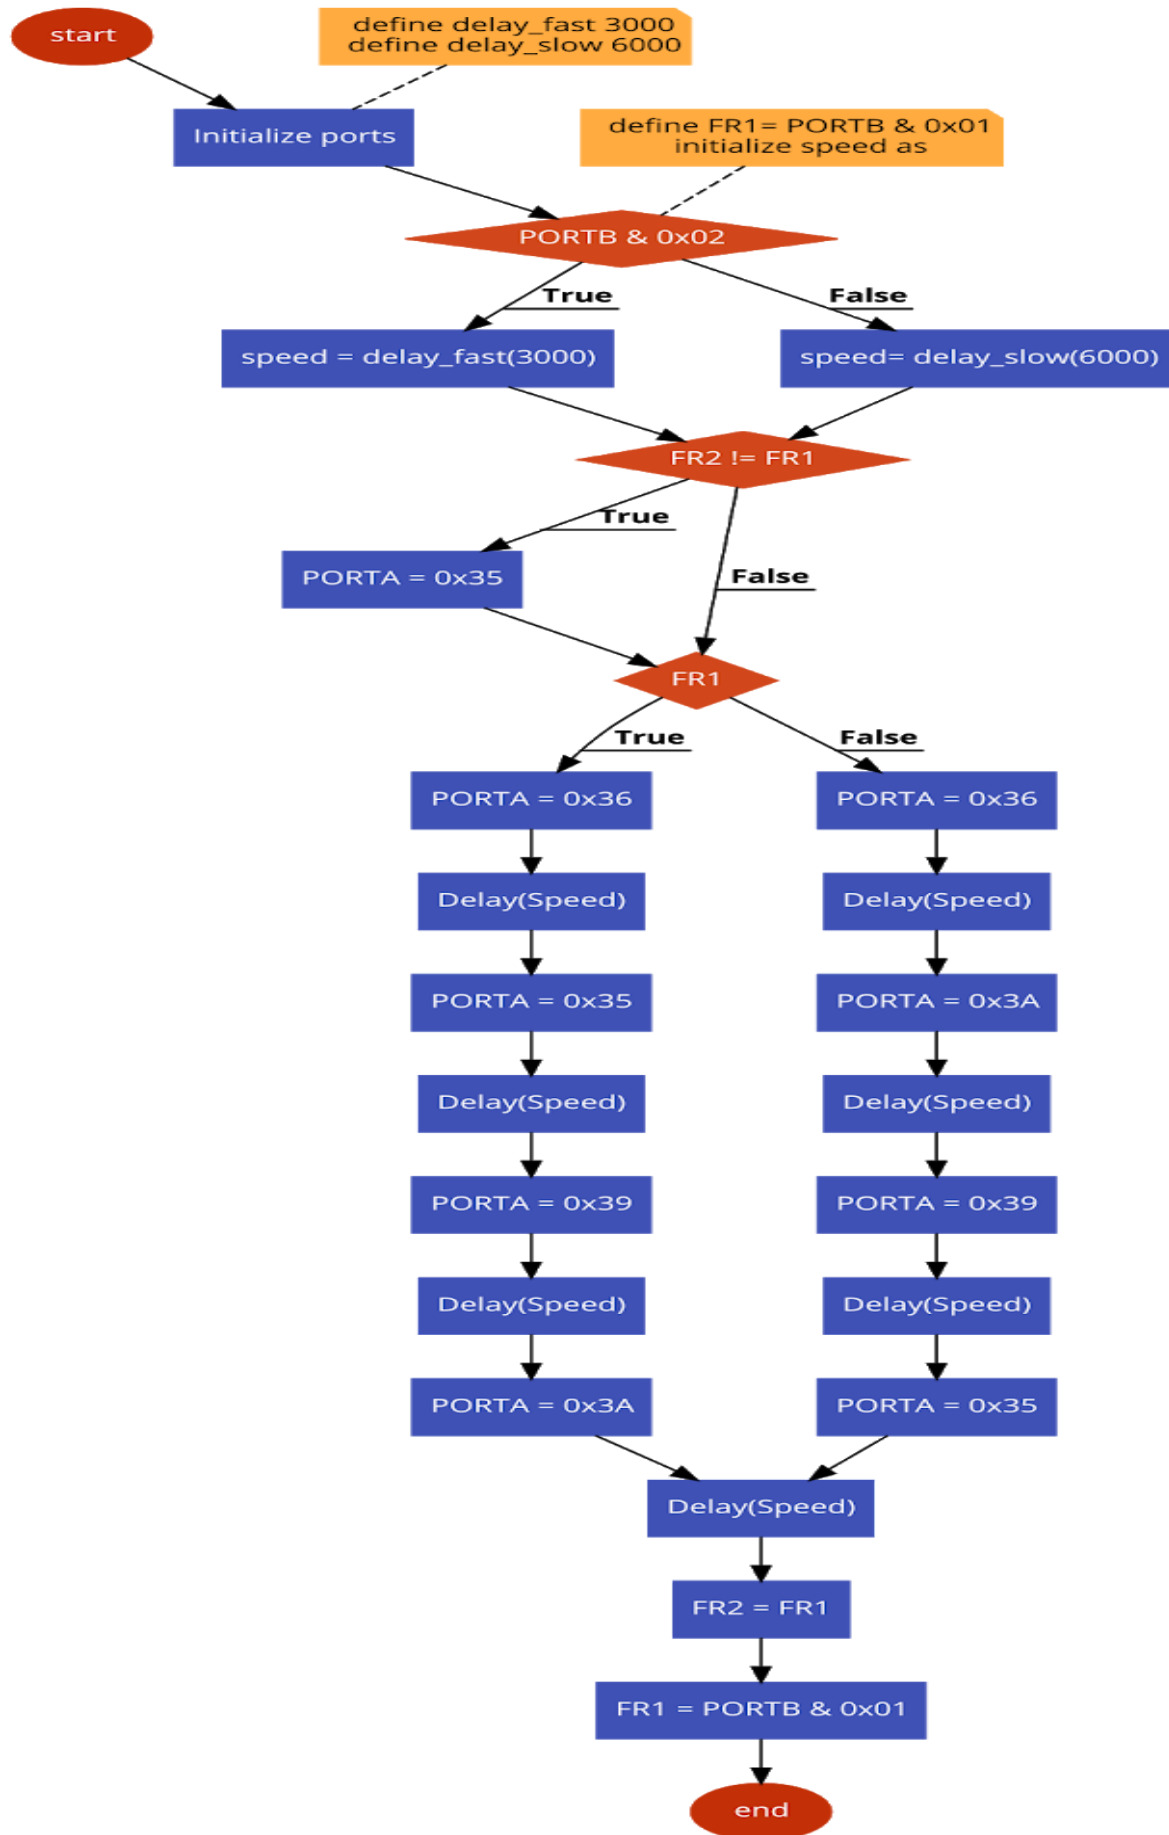 start
define delay_fast 3000
define delay_slow 6000
Initialize ports
define FR1= PORTB & 0x01
initialize speed as
PORTB & 0x02
True
False
speed = delay_fast(3000)
speed= delay_slow(6000)
FR2 != FR1
True
PORTA = 0x35
False
FR1
True
False
PORTA = 0x36
PORTA = 0x36
Delay(Speed)
Delay(Speed)
PORTA = 0x35
PORTA = 0x3A
Delay(Speed)
Delay(Speed)
PORTA = 0x39
PORTA = 0x39
Delay(Speed)
Delay(Speed)
PORTA = 0x3A
PORTA = 0x35
Delay(Speed)
FR2 = FR1
FR1 = PORTB & 0x01
end